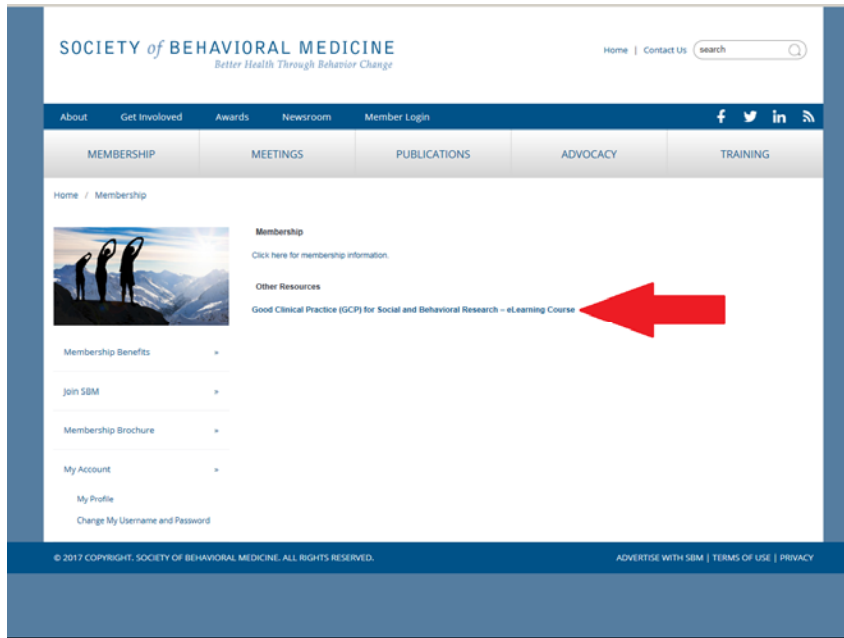 SOCIETY of BEHAVIORAL MEDICINE
Better Health Through Behavior Change
Home | Contact Us search
About Get Involoved Awards Newsroom Member Login
MEMBERSHIP MEETINGS PUBLICATIONS ADVOCACY TRAINING
Home / Membership
Membership
Click here for membership information.
Other Resources
Good Clinical Practice (GCP) for Social and Behavioral Research – eLearning Course
Membership Benefits »
Join SBM »
Membership Brochure »
My Account »
My Profile
Change My Username and Password
© 2017 COPYRIGHT. SOCIETY OF BEHAVIORAL MEDICINE. ALL RIGHTS RESERVED. ADVERTISE WITH SBM | TERMS OF USE | PRIVACY